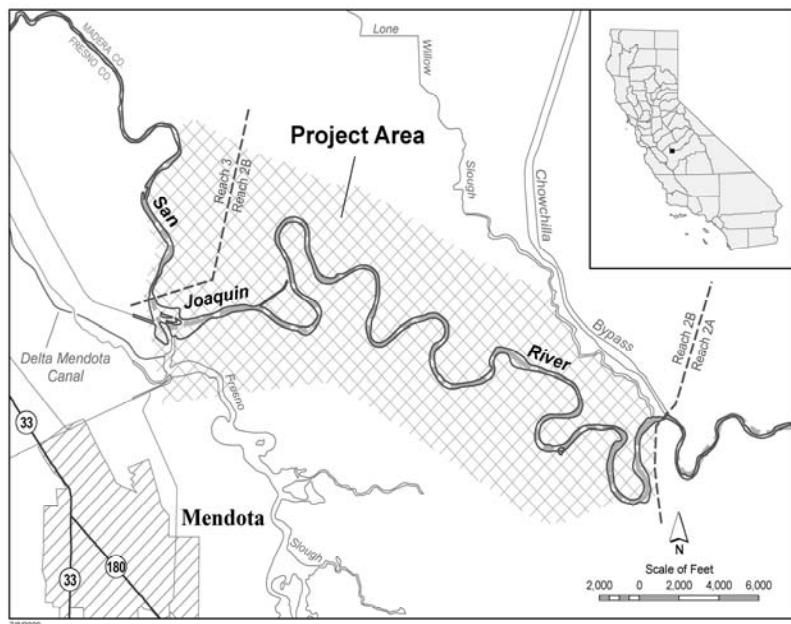 MADERA CO.
FRESNO CO.
Lone
Willow
Slough
Project Area
Reach 3
Reach 2B
Chowchilla
Bypass
San
Joaquin
River
Reach 2B
Reach 2A
Delta Mendota
Canal
Fresno
33
Mendota
Slough
180
33
N
Scale of Feet
2,000 0 2,000 4,000 6,000